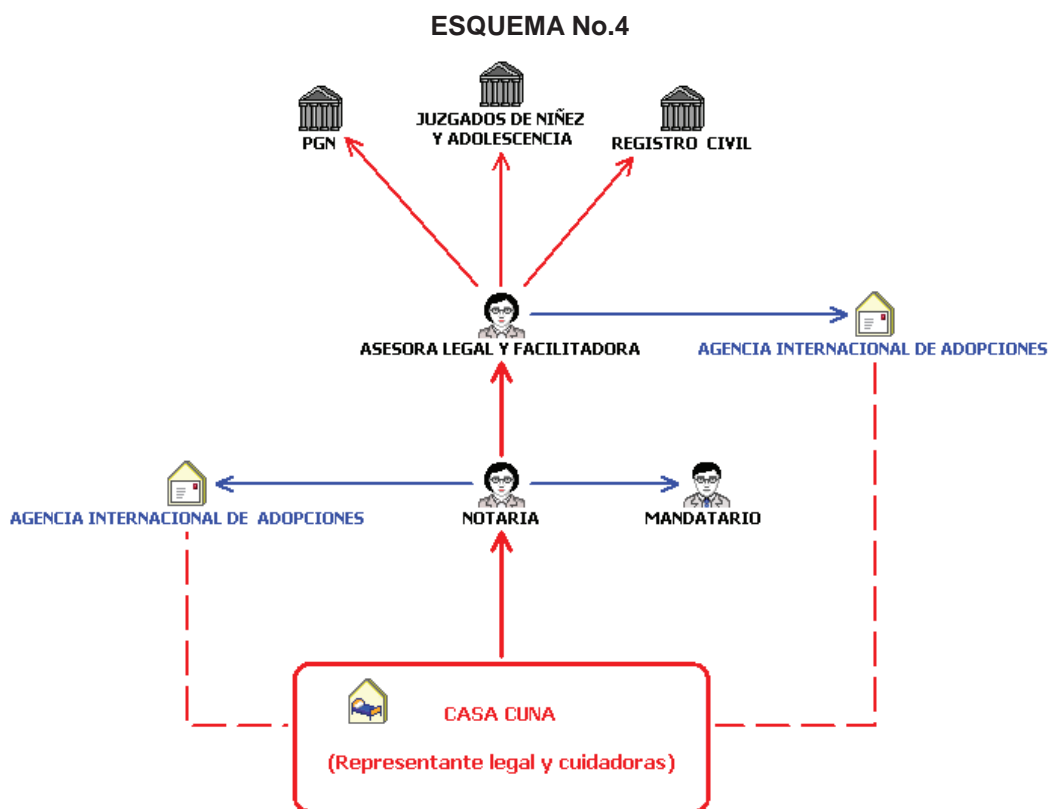 ESQUEMA No.4
JUZGADOS DE NIÑEZ
Y ADOLESCENCIA
PGN
REGISTRO CIVIL
ASESORA LEGAL Y FACILITADORA
AGENCIA INTERNACIONAL DE ADOPCIONES
AGENCIA INTERNACIONAL DE ADOPCIONES
NOTARIA
MANDATARIO
CASA CUNA
(Representante legal y cuidadoras)